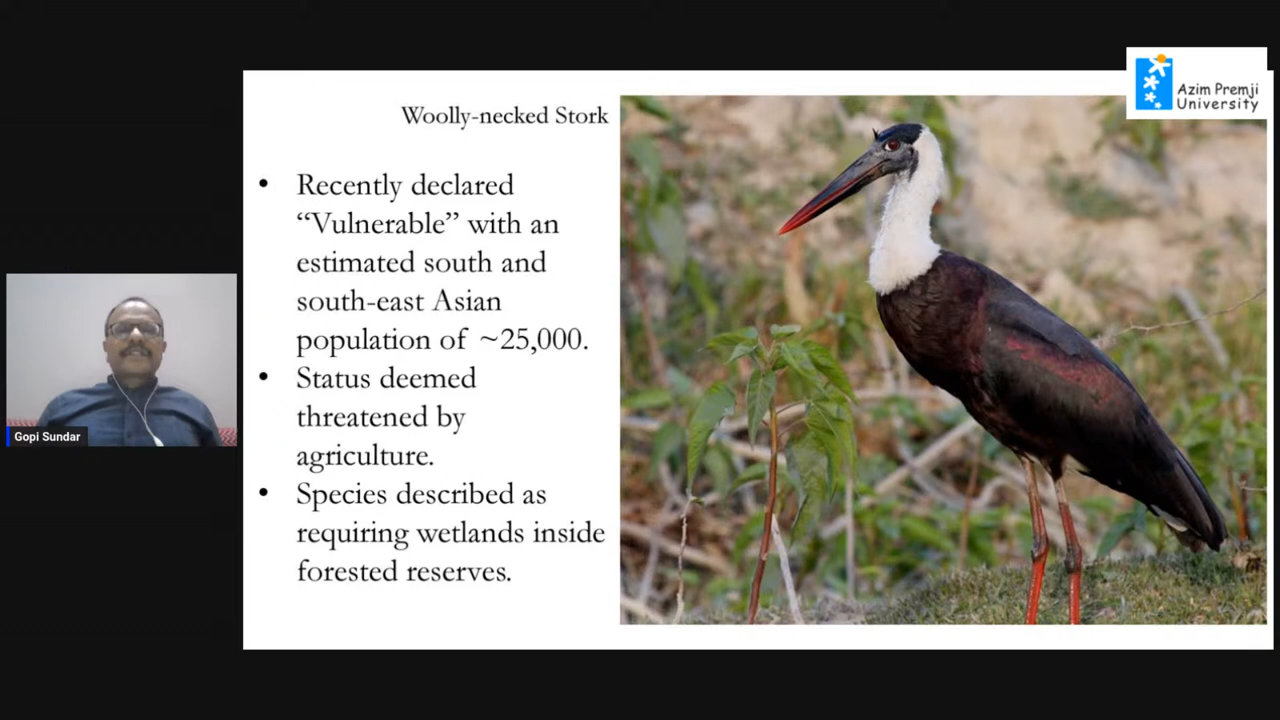 Azim Premji
University
Woolly-necked Stork
• Recently declared
“Vulnerable” with an
estimated south and
south-east Asian
population of ~25,000.
• Status deemed
threatened by
agriculture.
• Species described as
requiring wetlands inside
forested reserves.
Gopi Sundar